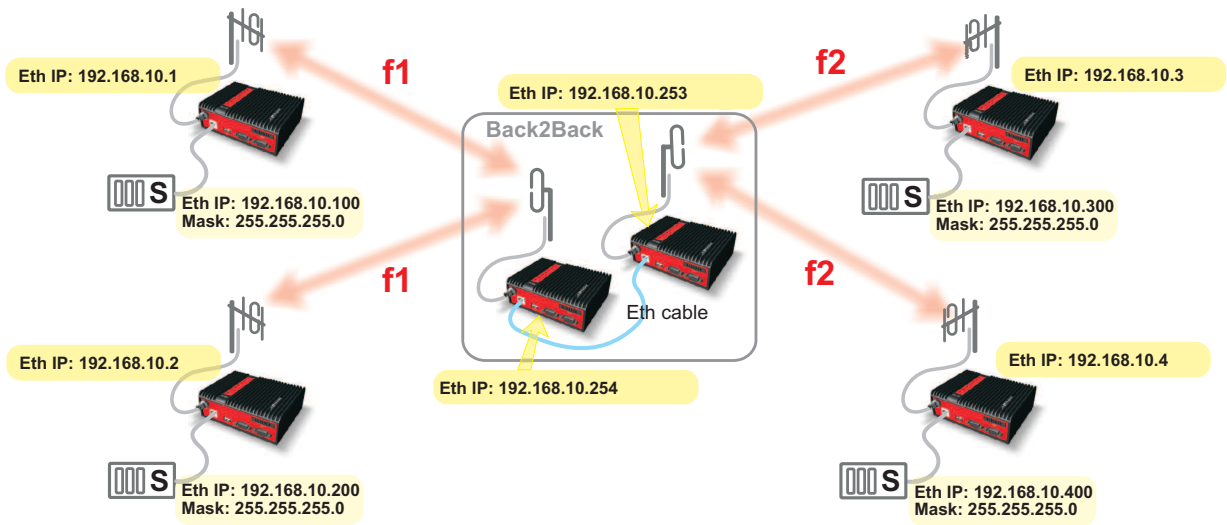 Eth IP: 192.168.10.1
f1
Eth IP: 192.168.10.253
f2
Eth IP: 192.168.10.3
Back2Back
S
Eth IP: 192.168.10.100
Mask: 255.255.255.0
S
Eth IP: 192.168.10.300
Mask: 255.255.255.0
f1
f2
Eth cable
Eth IP: 192.168.10.2
Eth IP: 192.168.10.254
Eth IP: 192.168.10.4
S
Eth IP: 192.168.10.200
Mask: 255.255.255.0
S
Eth IP: 192.168.10.400
Mask: 255.255.255.0